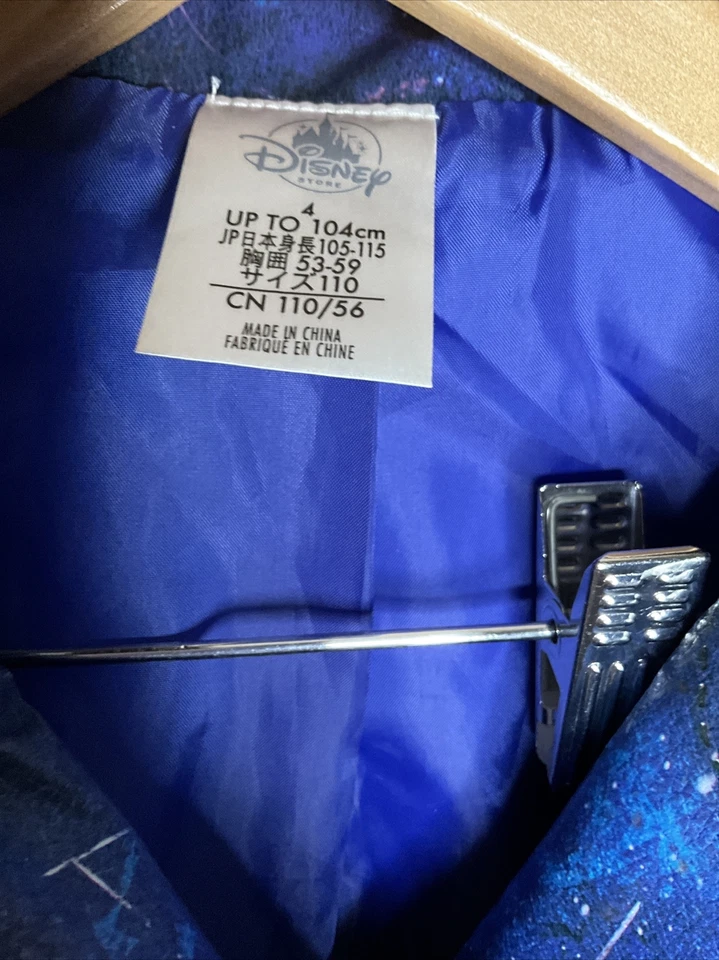 Disney
STORE
4
UP TO 104cm
JP日本身長105-115
胸囲 53-59
サイズ110
CN 110/56
MADE IN CHINA
FABRIQUÉ EN CHINE